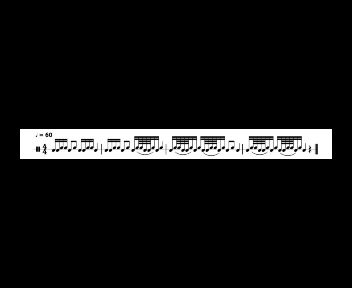 ♩ = 60